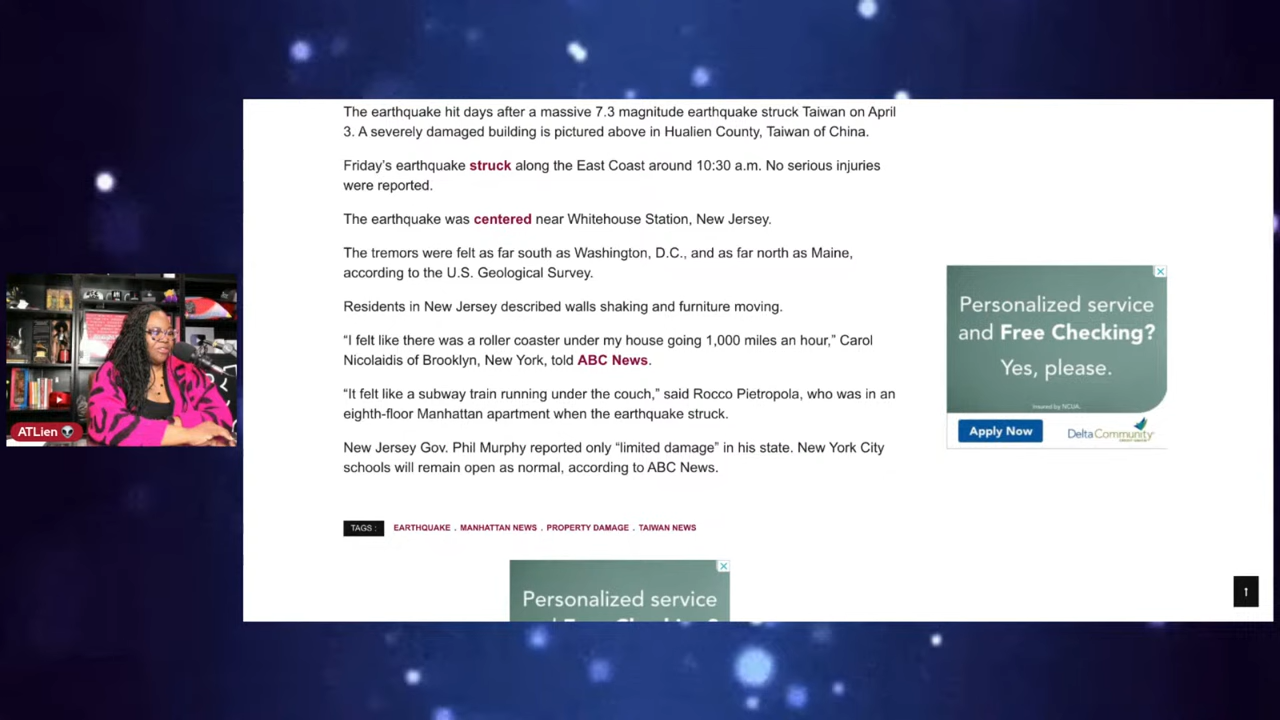 The earthquake hit days after a massive 7.3 magnitude earthquake struck Taiwan on April
3. A severely damaged building is pictured above in Hualien County, Taiwan of China.
Friday’s earthquake struck along the East Coast around 10:30 a.m. No serious injuries
were reported.
The earthquake was centered near Whitehouse Station, New Jersey.
The tremors were felt as far south as Washington, D.C., and as far north as Maine,
according to the U.S. Geological Survey.
Residents in New Jersey described walls shaking and furniture moving.
“I felt like there was a roller coaster under my house going 1,000 miles an hour,” Carol
Nicolaidis of Brooklyn, New York, told ABC News.
“It felt like a subway train running under the couch,” said Rocco Pietropola, who was in an
eighth-floor Manhattan apartment when the earthquake struck.
New Jersey Gov. Phil Murphy reported only “limited damage” in his state. New York City
schools will remain open as normal, according to ABC News.
TAGS : EARTHQUAKE . MANHATTAN NEWS . PROPERTY DAMAGE . TAIWAN NEWS
Personalized service
Personalized service
and Free Checking?
Yes, please.
Insured by NCUA.
Apply Now
DeltaCommunity
ATLien